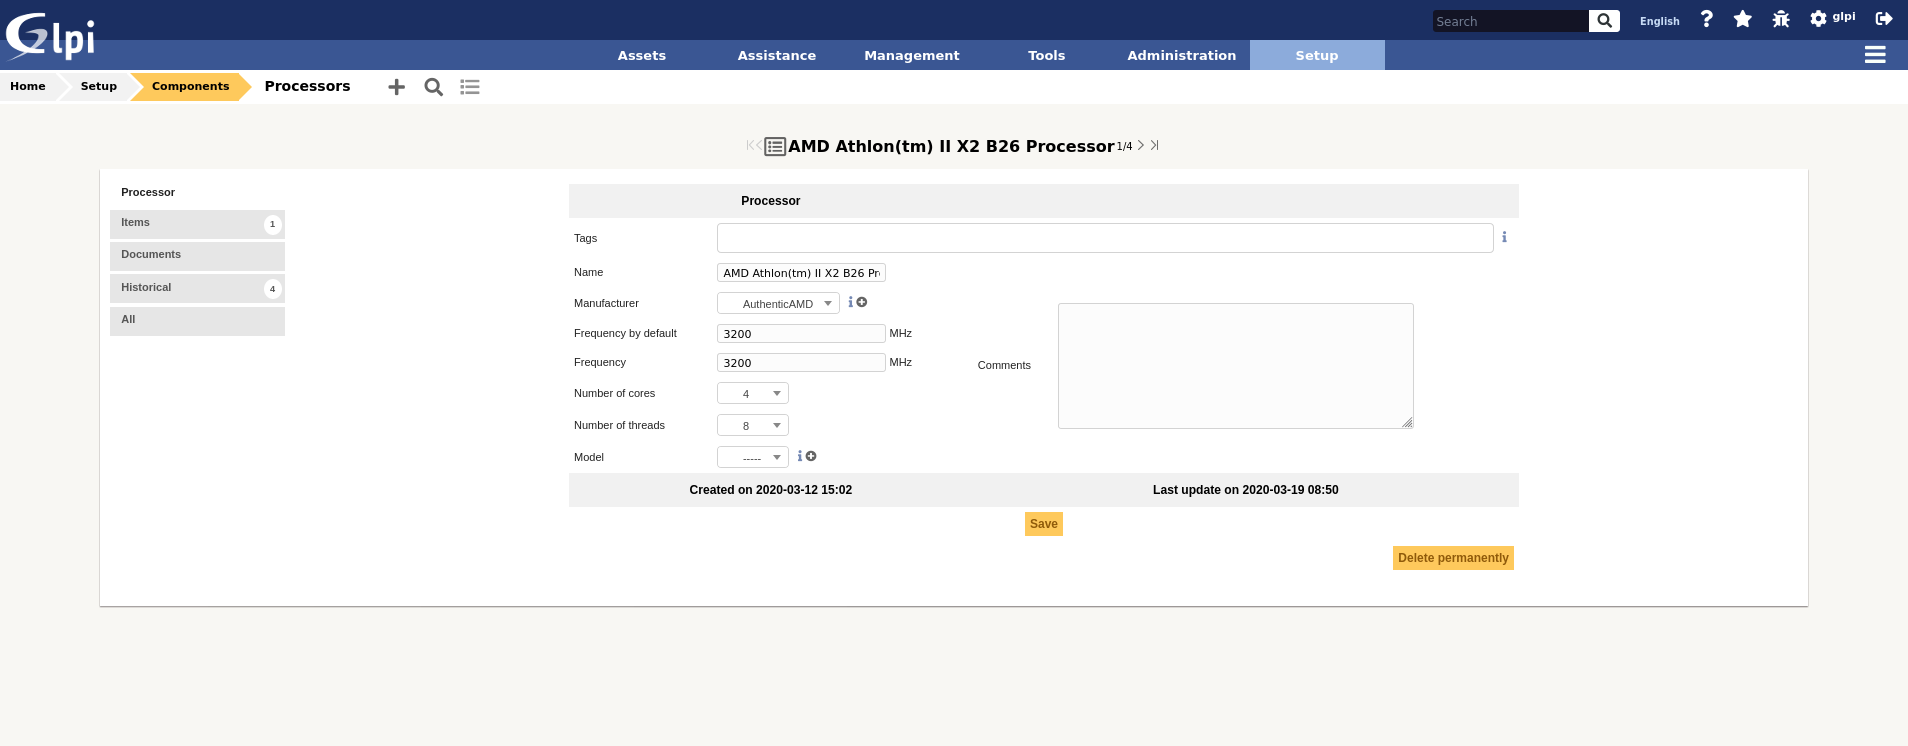 Glpi
Search
English
glpi
Assets Assistance Management Tools Administration Setup
Home Setup Components Processors
AMD Athlon(tm) II X2 B26 Processor 1/4
Processor
Items 1
Documents
Historical 4
All
Processor
Tags
Name AMD Athlon(tm) II X2 B26 Pr
Manufacturer AuthenticAMD
Frequency by default 3200 MHz
Frequency 3200 MHz
Comments
Number of cores 4
Number of threads 8
Model -----
Created on 2020-03-12 15:02 Last update on 2020-03-19 08:50
Save
Delete permanently